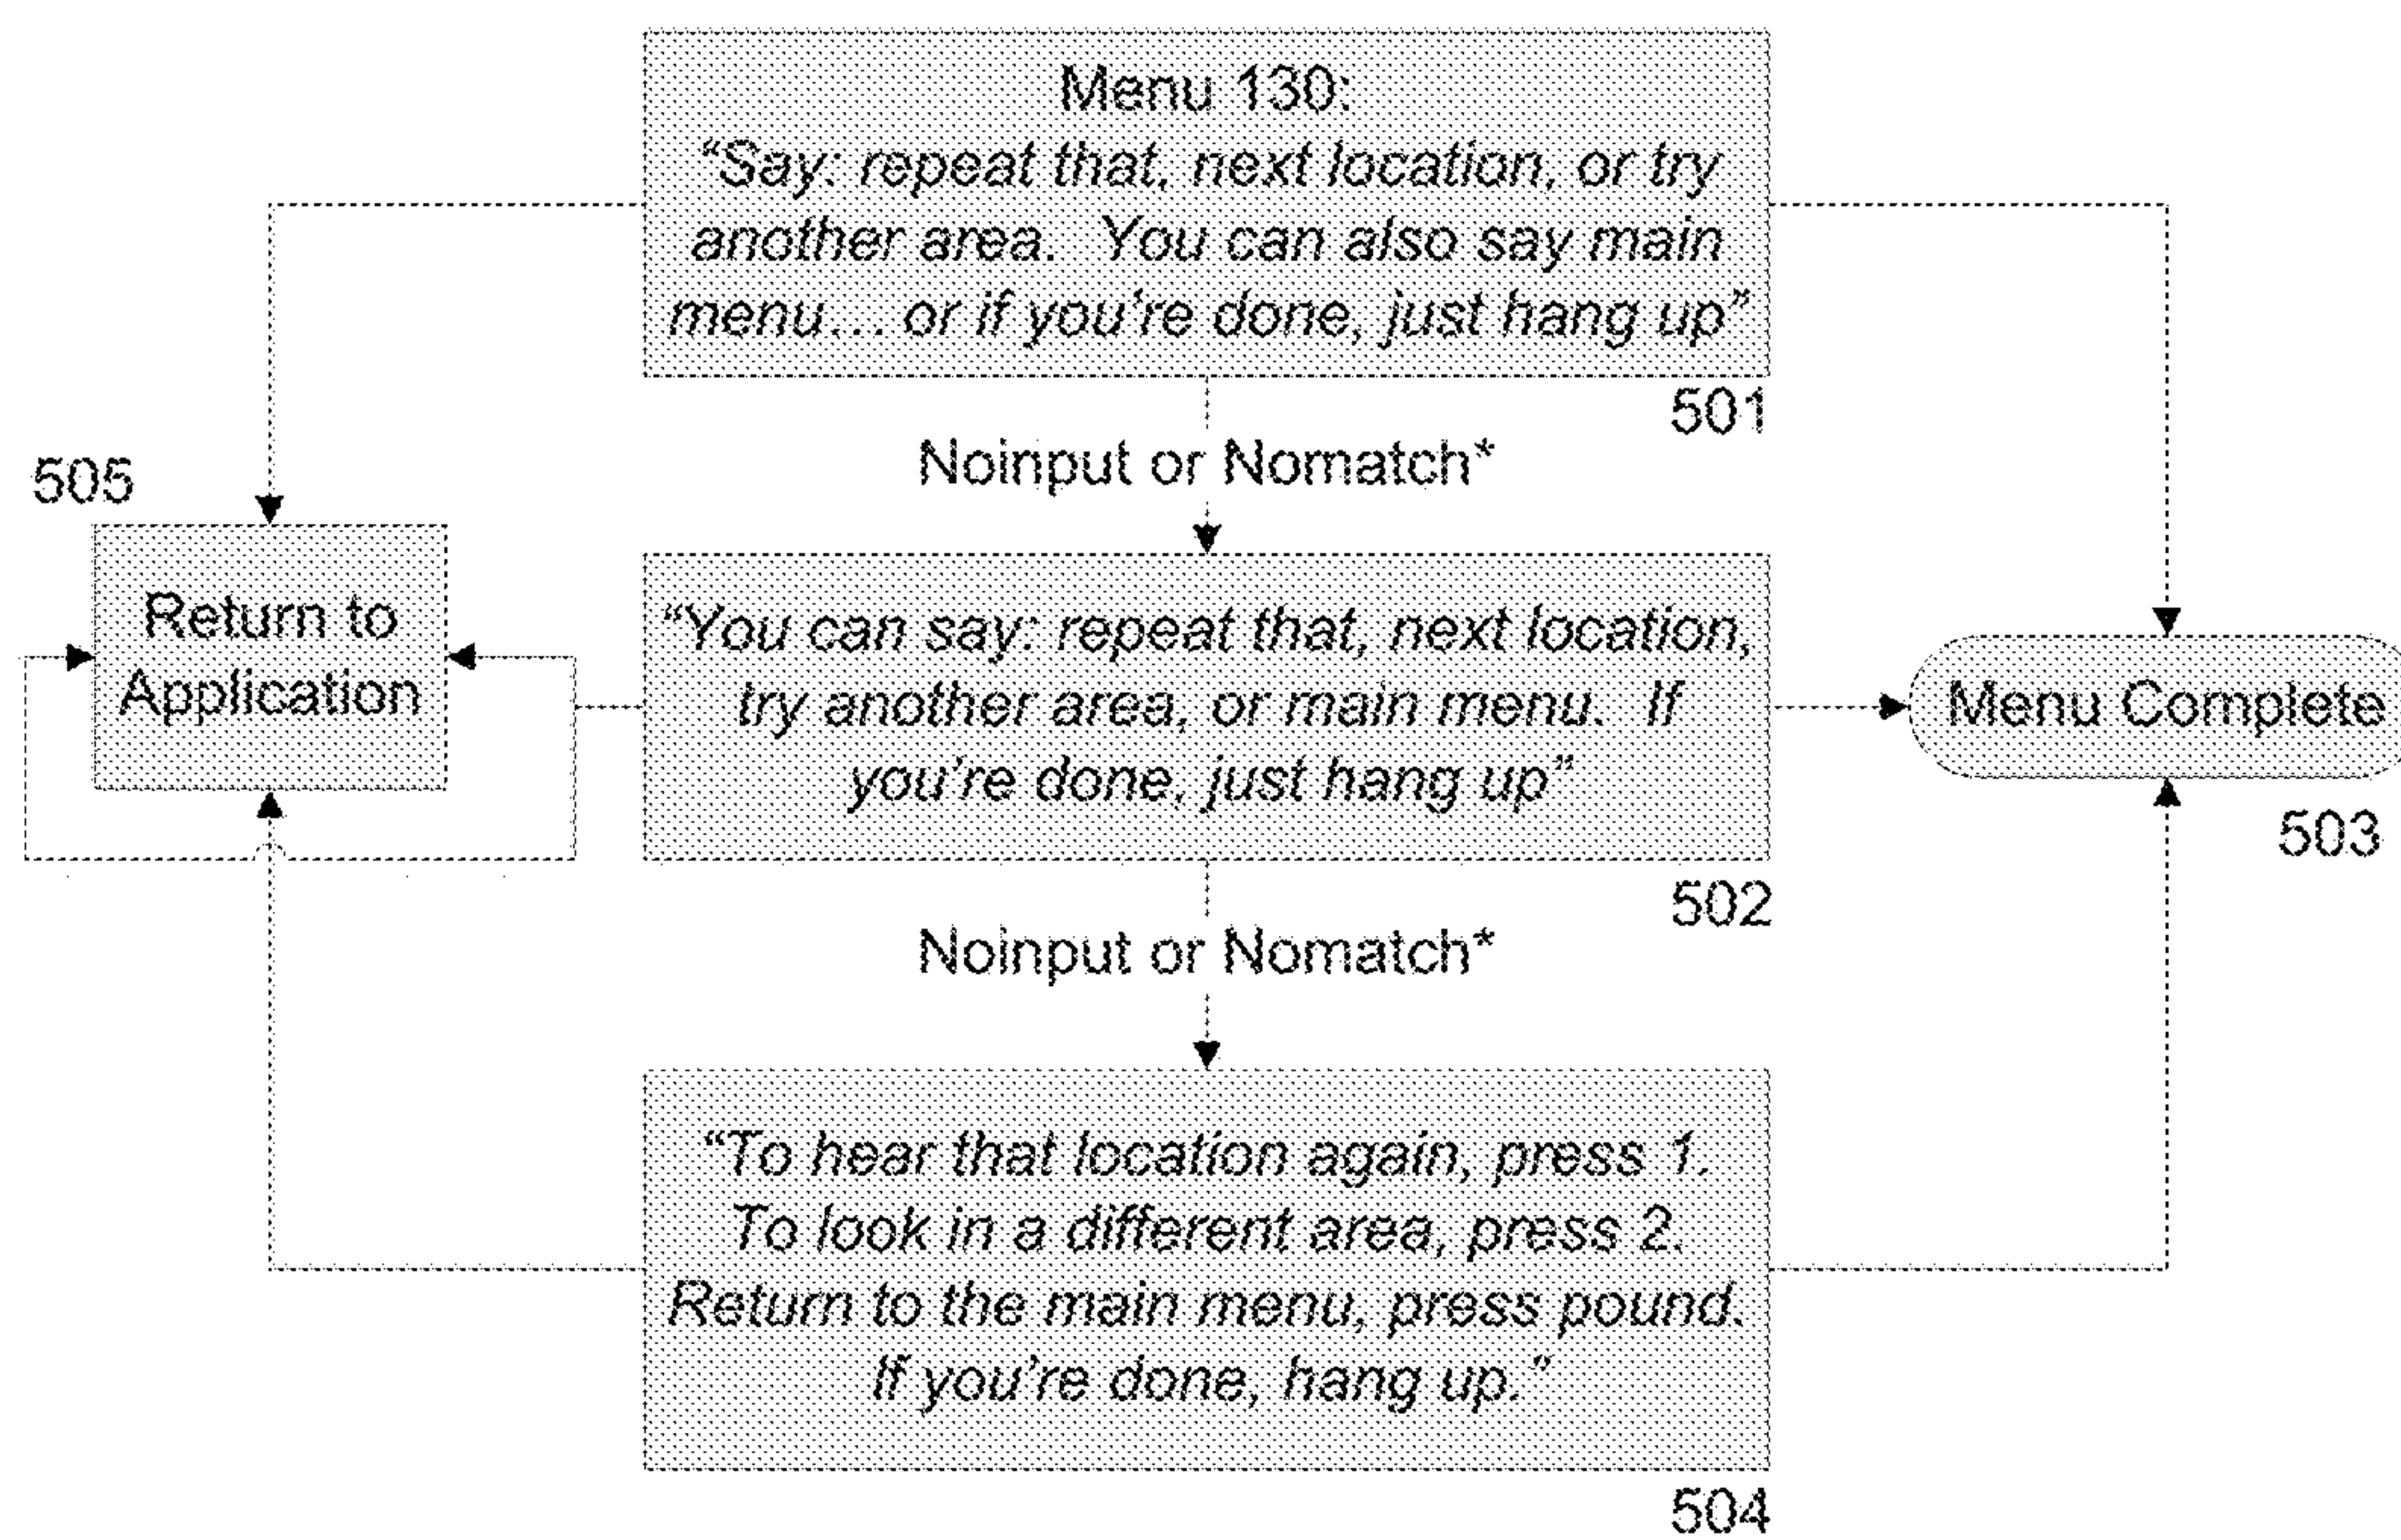 Menu 130:
“Say: repeat that, next location, or try
another area. You can also say main
menu... or if you're done, just hang up”
501
Noinput or Nomatch*
505
Return to
Application
“You can say: repeat that, next location,
try another area, or main menu. If
you're done, just hang up”
502
Menu Complete
503
Noinput or Nomatch*
“To hear that location again, press 1.
To look in a different area, press 2.
Return to the main menu, press pound.
If you're done, hang up.”
504